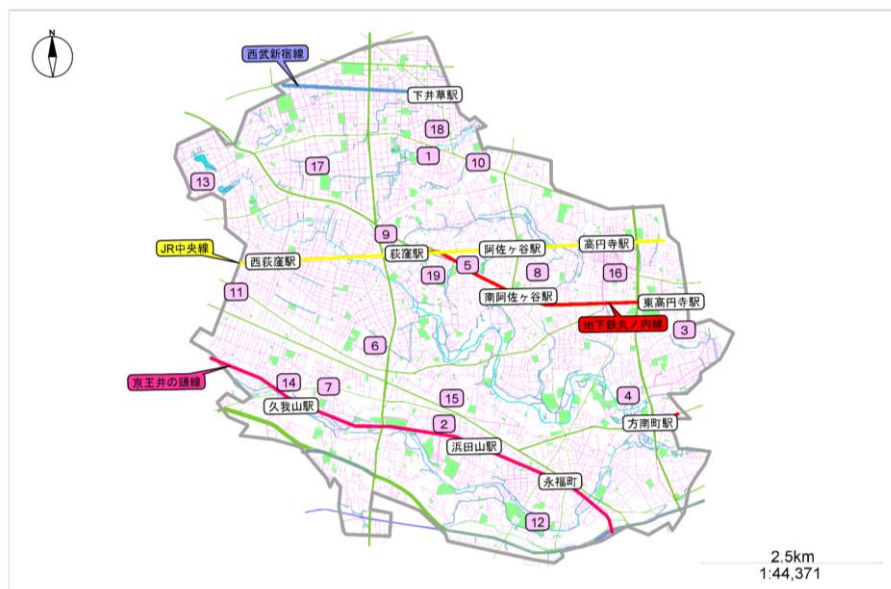 西武新宿線
下井草駅
18
1
10
17
13
9
JR中央線
西荻窪駅
荻窪駅
阿佐ヶ谷駅
高円寺駅
5
19
8
16
11
南阿佐ヶ谷駅
東高円寺駅
地下鉄丸ノ内線
3
6
京王井の頭線
14
7
久我山駅
15
4
2
方南町駅
浜田山駅
永福町
12
2.5km
1:44,371